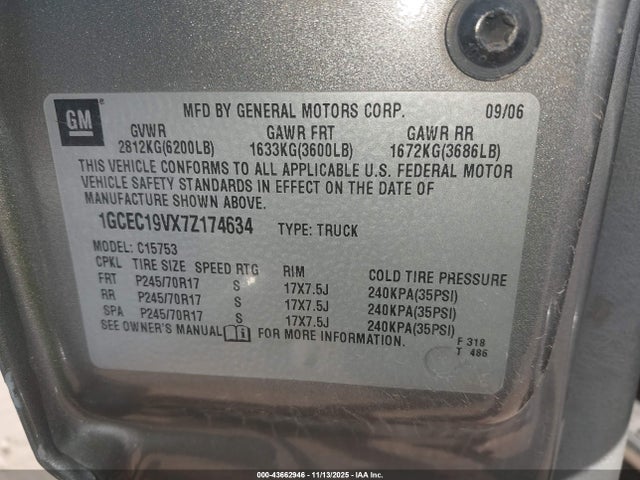 GM
MFD BY GENERAL MOTORS CORP. 09/06
GVWR GAWR FRT GAWR RR
2812KG(6200LB) 1633KG(3600LB) 1672KG(3686LB)
THIS VEHICLE CONFORMS TO ALL APPLICABLE U.S. FEDERAL MOTOR
VEHICLE SAFETY STANDARDS IN EFFECT ON THE DATE OF
MANUFACTURE SHOWN ABOVE.
1GCEC19VX7Z174634 TYPE: TRUCK
MODEL: C15753
CPKL TIRE SIZE SPEED RTG RIM COLD TIRE PRESSURE
FRT P245/70R17 S 17X7.5J 240KPA(35PSI)
RR P245/70R17 S 17X7.5J 240KPA(35PSI)
SPA P245/70R17 S 17X7.5J 240KPA(35PSI)
SEE OWNER'S MANUAL FOR MORE INFORMATION.
F 318
T 486
000-43662946 - 11/13/2025 - IAAI.CA